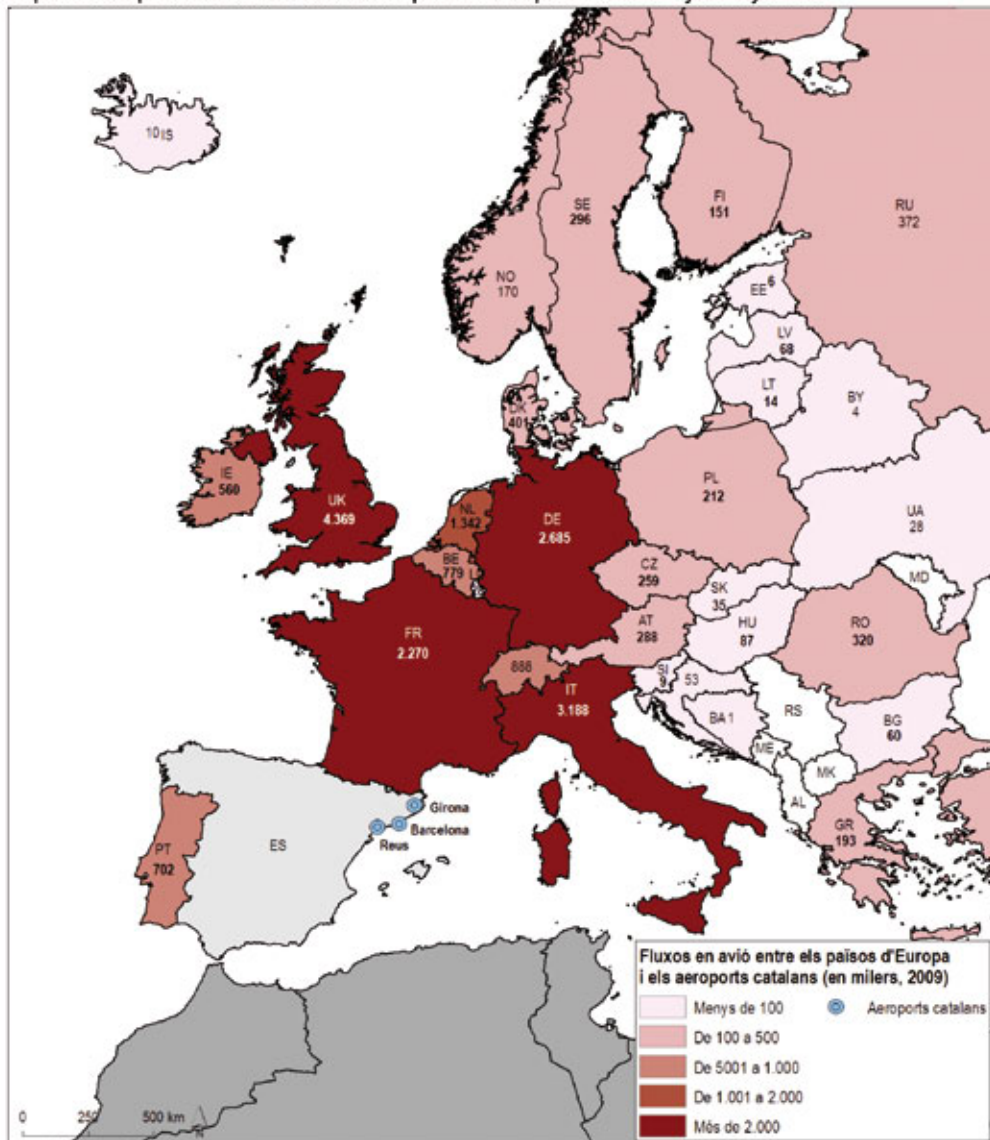 10 IS
SE
296
FI
151
RU
372
NO
170
EE 6
LV
68
LT
14
BY
4
DK
401
IE
560
UK
4.369
NL
1.342
DE
2.685
PL
212
UA
28
BE
779
L
CZ
259
SK
35
MD
AT
288
HU
87
RO
320
FR
2.270
888
IT
3.188
SI
9
53
BA 1
RS
BG
60
ME
MK
AL
GR
193
Girona
Barcelona
Reus
ES
PT
702
Fluxos en avió entre els països d'Europa
i els aeroports catalans (en milers, 2009)
Menys de 100
Aeroports catalans
De 100 a 500
De 5001 a 1.000
De 1.001 a 2.000
Més de 2.000
0 250 500 km
N